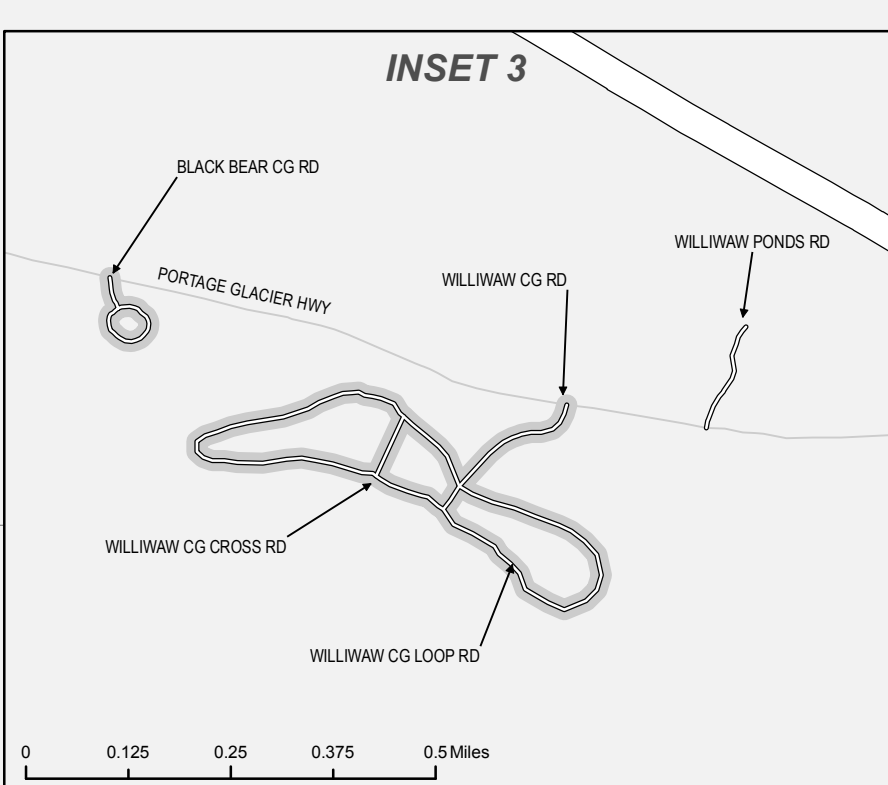 INSET 3
BLACK BEAR CG RD
WILLIWAW PONDS RD
PORTAGE GLACIER HWY
WILLIWAW CG RD
WILLIWAW CG CROSS RD
WILLIWAW CG LOOP RD
0 0.125 0.25 0.375 0.5 Miles